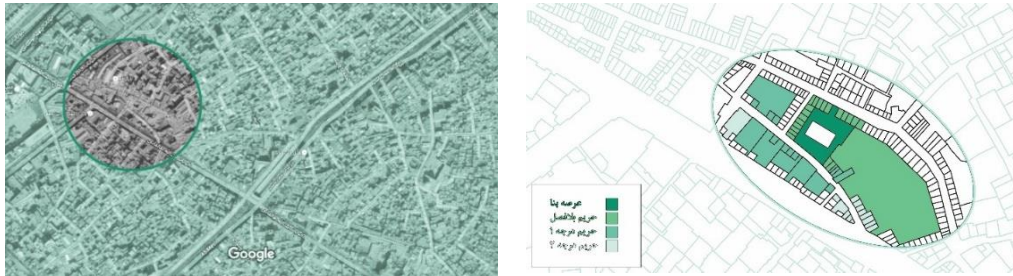 Google
عرصه بنا
حریم بلافصل
حریم درجه ۱
حریم درجه ۲